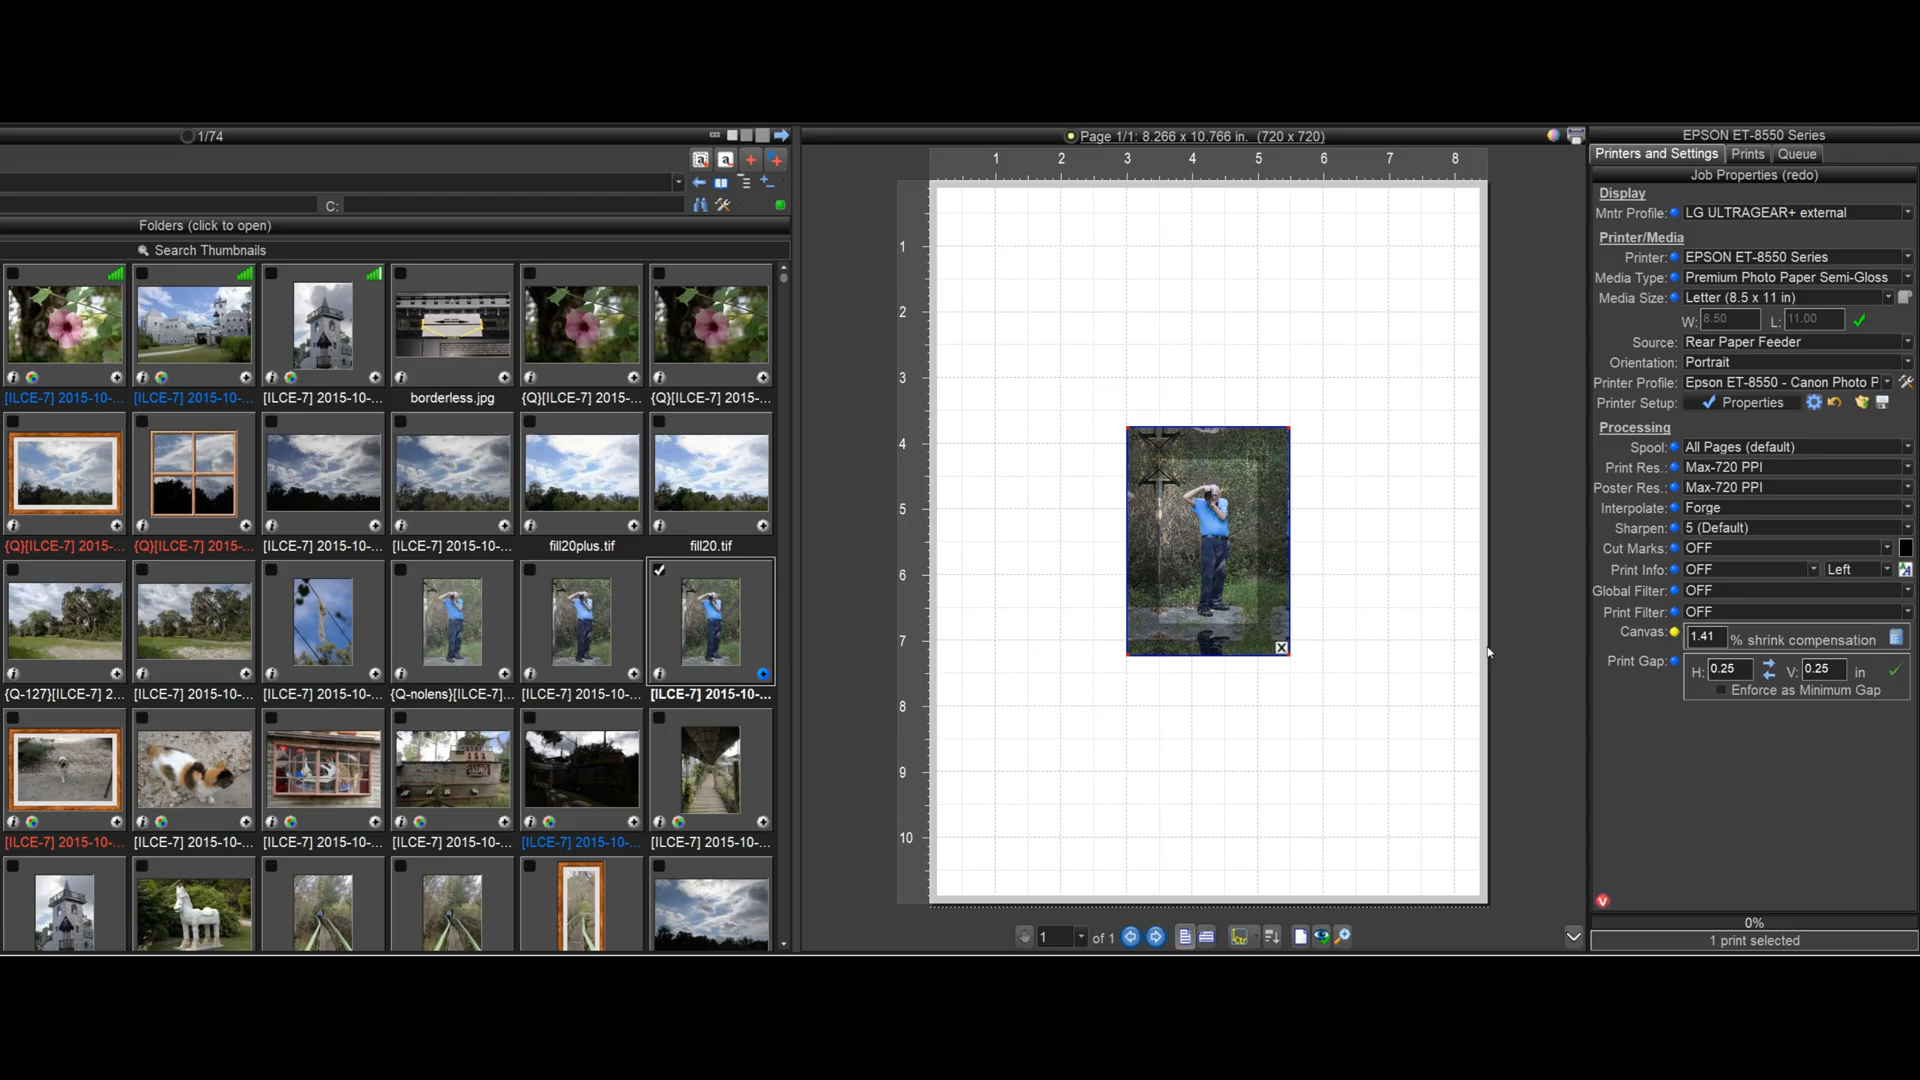 1/74
C:
Folders (click to open)
Search Thumbnails
[ILCE-7] 2015-10-...
[ILCE-7] 2015-10-...
[ILCE-7] 2015-10-...
borderless.jpg
{Q}[ILCE-7] 2015-...
{Q}[ILCE-7] 2015-...
{Q}[ILCE-7] 2015-...
{Q}[ILCE-7] 2015-...
[ILCE-7] 2015-10-...
[ILCE-7] 2015-10-...
fill20plus.tif
fill20.tif
{Q-127}[ILCE-7] 2...
[ILCE-7] 2015-10-...
[ILCE-7] 2015-10-...
{Q-nolens}[ILCE-7]...
[ILCE-7] 2015-10-...
[ILCE-7] 2015-10-...
[ILCE-7] 2015-10-...
[ILCE-7] 2015-10-...
[ILCE-7] 2015-10-...
[ILCE-7] 2015-10-...
[ILCE-7] 2015-10-...
[ILCE-7] 2015-10-...
Page 1/1: 8.266 x 10.766 in. (720 x 720)
1 2 3 4 5 6 7 8
1
2
3
4
5
6
7
8
9
10
X
1 of 1
EPSON ET-8550 Series
Printers and Settings Prints Queue
Job Properties (redo)
Display
Mntr Profile: LG ULTRAGEAR+ external
Printer/Media
Printer: EPSON ET-8550 Series
Media Type: Premium Photo Paper Semi-Gloss
Media Size: Letter (8.5 x 11 in)
W: 8.50 L: 11.00
Source: Rear Paper Feeder
Orientation: Portrait
Printer Profile: Epson ET-8550 - Canon Photo P
Printer Setup: Properties
Processing
Spool: All Pages (default)
Print Res.: Max-720 PPI
Poster Res.: Max-720 PPI
Interpolate: Forge
Sharpen: 5 (Default)
Cut Marks: OFF
Print Info: OFF Left
Global Filter: OFF
Print Filter: OFF
Canvas: 1.41 % shrink compensation
Print Gap: H: 0.25 V: 0.25 in
Enforce as Minimum Gap
V
0%
1 print selected